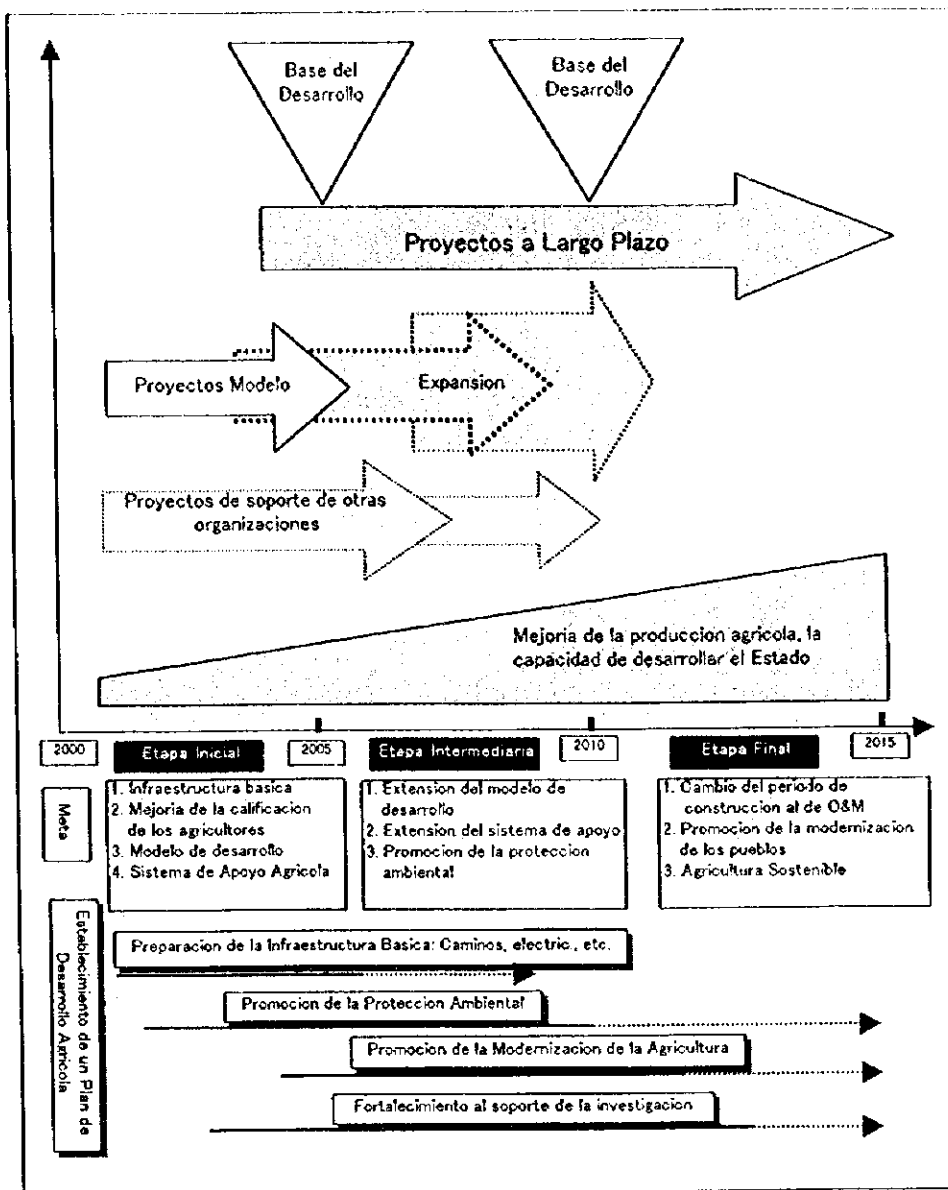 Base del
Desarrollo
Base del
Desarrollo
Proyectos a Largo Plazo
Proyectos Modelo
Expansion
Proyectos de soporte de otras
organizaciones
Mejoria de la produccion agricola, la
capacidad de desarrollar el Estado
2000
Etapa Inicial
2005
Etapa Intermediaria
2010
Etapa Final
2015
Meta
1. Infraestructura basica
2. Mejoria de la calificacion
de los agricultores
3. Modelo de desarrollo
4. Sistema de Apoyo Agricola
1. Extension del modelo de
desarrollo
2. Extension del sistema de apoyo
3. Promocion de la proteccion
ambiental
1. Cambio del periodo de
construccion al de O&M
2. Promocion de la modernizacion
de los pueblos
3. Agricultura Sostenible
Establecimiento de un Plan de
Desarrollo Agricola
Preparacion de la Infraestructura Basica: Caminos, electric., etc.
Promocion de la Proteccion Ambiental
Promocion de la Modernizacion de la Agricultura
Fortalecimiento al soporte de la investigacion